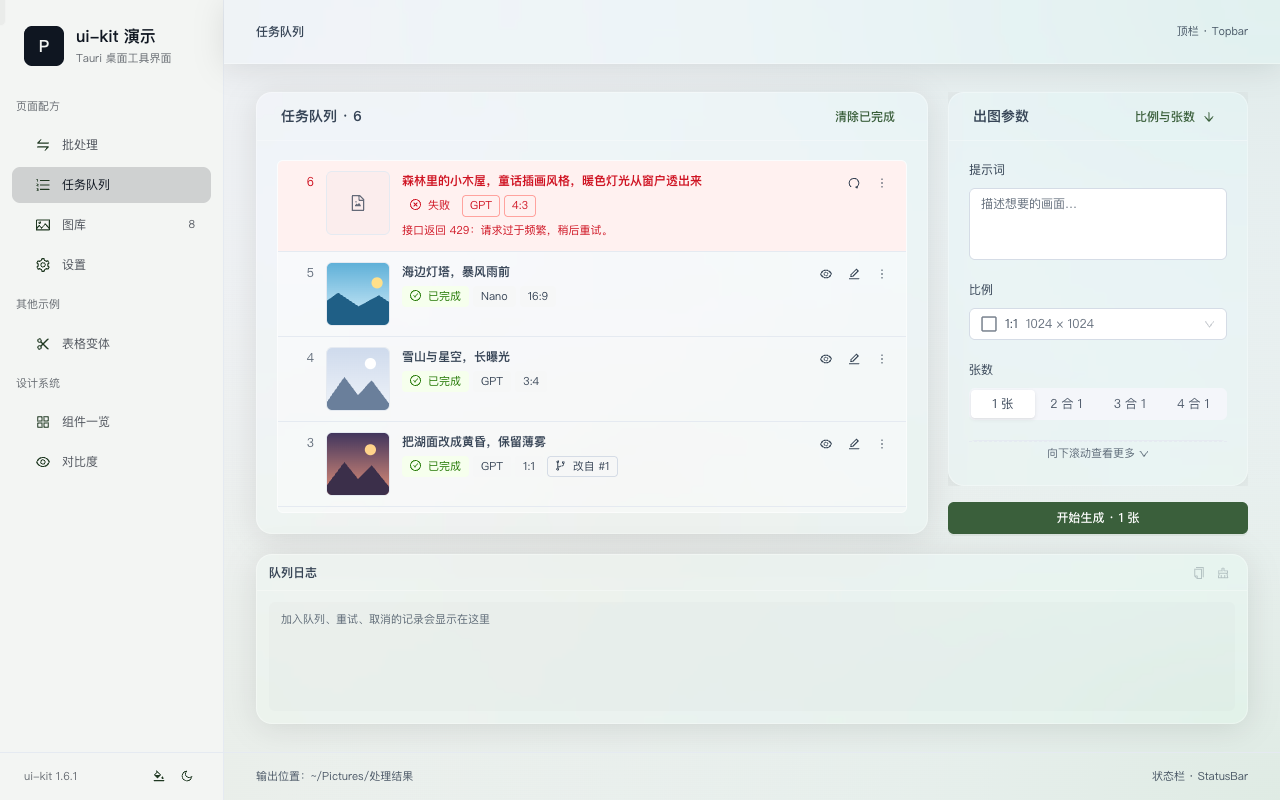 P
ui-kit 演示
Tauri 桌面工具界面
页面配方
批处理
任务队列
图库 8
设置
其他示例
表格变体
设计系统
组件一览
对比度
ui-kit 1.6.1
任务队列
顶栏 · Topbar
任务队列 · 6
清除已完成
6
森林里的小木屋，童话插画风格，暖色灯光从窗户透出来
失败 GPT 4:3
接口返回 429：请求过于频繁，稍后重试。
5
海边灯塔，暴风雨前
已完成 Nano 16:9
4
雪山与星空，长曝光
已完成 GPT 3:4
3
把湖面改成黄昏，保留薄雾
已完成 GPT 1:1 改自 #1
出图参数
比例与张数
提示词
描述想要的画面…
比例
1:1 1024 × 1024
张数
1 张 2 合 1 3 合 1 4 合 1
向下滚动查看更多
开始生成 · 1 张
队列日志
加入队列、重试、取消的记录会显示在这里
输出位置：~/Pictures/处理结果
状态栏 · StatusBar